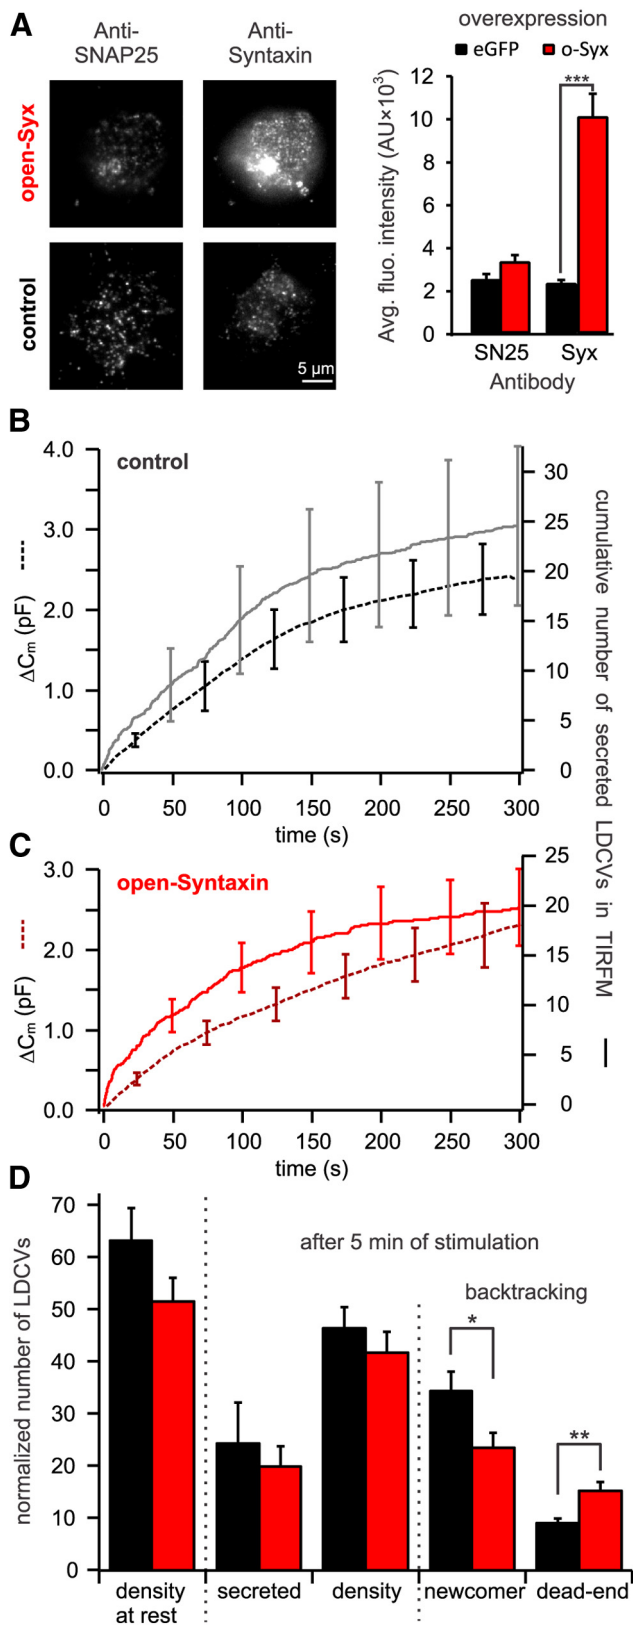 A
Anti-
SNAP25
Anti-
Syntaxin
open-Syx
control
5 µm
overexpression
eGFP
o-Syx
Avg. fluo. intensity (AU×10³)
12
10
8
6
4
2
0
***
SN25
Syx
Antibody
B
control
ΔCm (pF)
4.0
3.0
2.0
1.0
0.0
30
25
20
15
10
5
0
0 50 100 150 200 250 300
time (s)
cumulative number of secreted LDCVs in TIRFM
C
open-Syntaxin
ΔCm (pF)
3.0
2.0
1.0
0.0
25
20
15
10
5
0
0 50 100 150 200 250 300
time (s)
D
normalized number of LDCVs
70
60
50
40
30
20
10
0
after 5 min of stimulation
backtracking
*
**
density
at rest
secreted
density
newcomer
dead-end